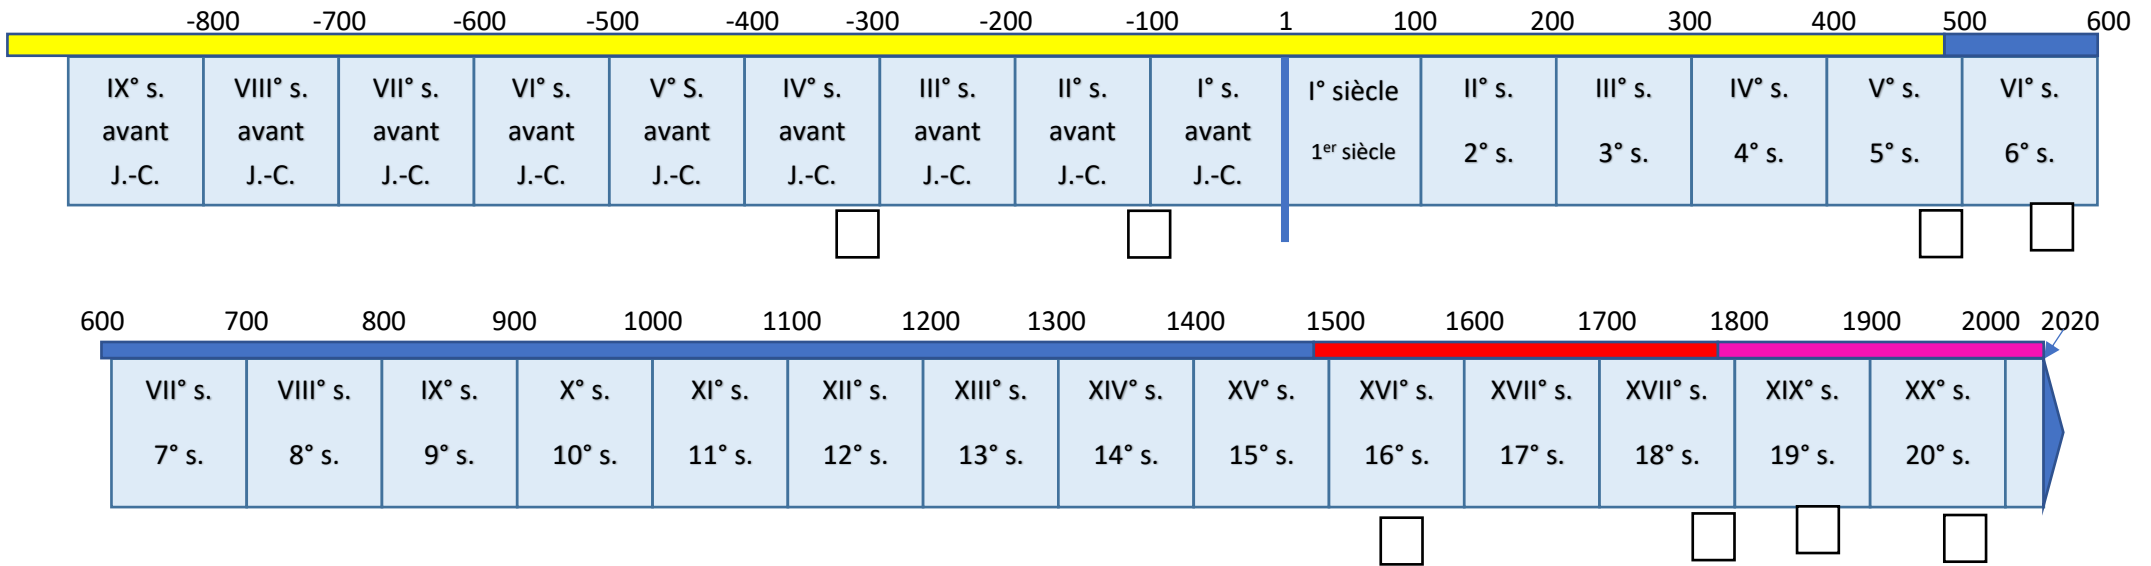 -800 -700 -600 -500 -400 -300 -200 -100 1 100 200 300 400 500 600
IX° s. VIII° s. VII° s. VI° s. V° S. IV° s. III° s. II° s. I° s. I° siècle II° s. III° s. IV° s. V° s. VI° s.
avant avant avant avant avant avant avant avant avant 1er siècle 2° s. 3° s. 4° s. 5° s. 6° s.
J.-C. J.-C. J.-C. J.-C. J.-C. J.-C. J.-C. J.-C. J.-C.
600 700 800 900 1000 1100 1200 1300 1400 1500 1600 1700 1800 1900 2000 2020
VII° s. VIII° s. IX° s. X° s. XI° s. XII° s. XIII° s. XIV° s. XV° s. XVI° s. XVII° s. XVII° s. XIX° s. XX° s.
7° s. 8° s. 9° s. 10° s. 11° s. 12° s. 13° s. 14° s. 15° s. 16° s. 17° s. 18° s. 19° s. 20° s.